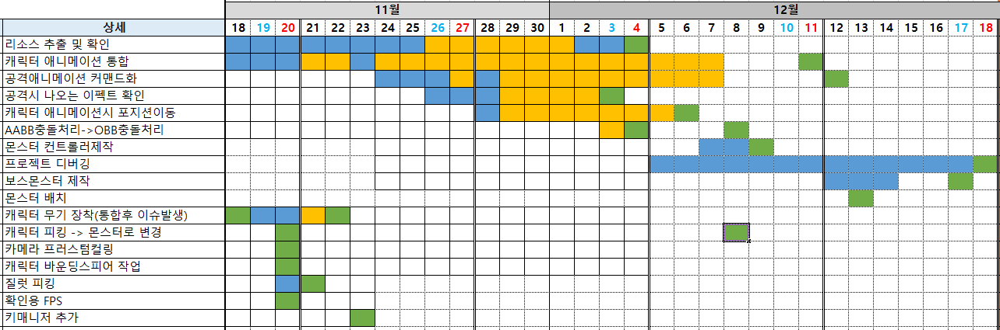 11월 12월
상세 18 19 20 21 22 23 24 25 26 27 28 29 30 1 2 3 4 5 6 7 8 9 10 11 12 13 14 15 16 17 18
리소스 추출 및 확인
캐릭터 애니메이션 통합
공격애니메이션 커맨드화
공격시 나오는 이펙트 확인
캐릭터 애니메이션시 포지션이동
AABB충돌처리->OBB충돌처리
몬스터 컨트롤러제작
프로젝트 디버깅
보스몬스터 제작
몬스터 배치
캐릭터 무기 장착(통합후 이슈발생)
캐릭터 피킹 -> 몬스터로 변경
카메라 프러스텀컬링
캐릭터 바운딩스피어 작업
질럿 피킹
확인용 FPS
키매니저 추가